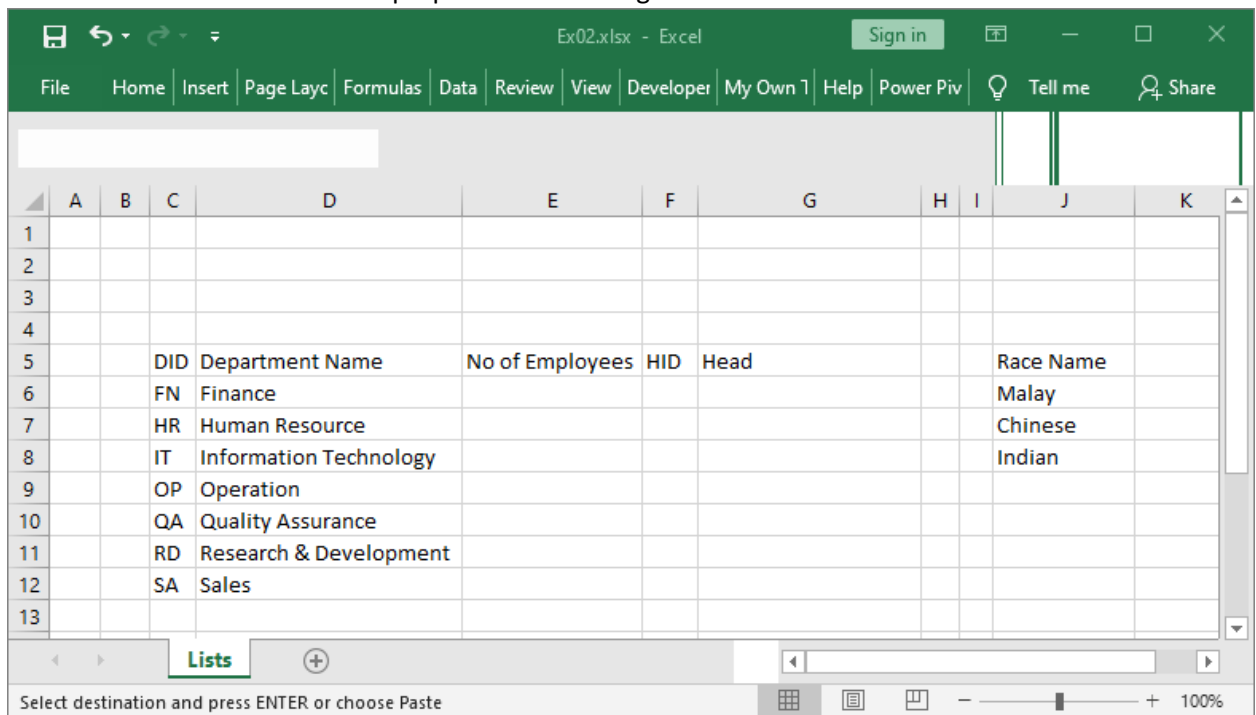 Ex02.xlsx - Excel Sign in
File Home Insert Page Layc Formulas Data Review View Developer My Own Help Power Piv Tell me Share
A B C D E F G H I J K
1
2
3
4
5 DID Department Name No of Employees HID Head Race Name
6 FN Finance Malay
7 HR Human Resource Chinese
8 IT Information Technology Indian
9 OP Operation
10 QA Quality Assurance
11 RD Research & Development
12 SA Sales
13
Lists
Select destination and press ENTER or choose Paste 100%